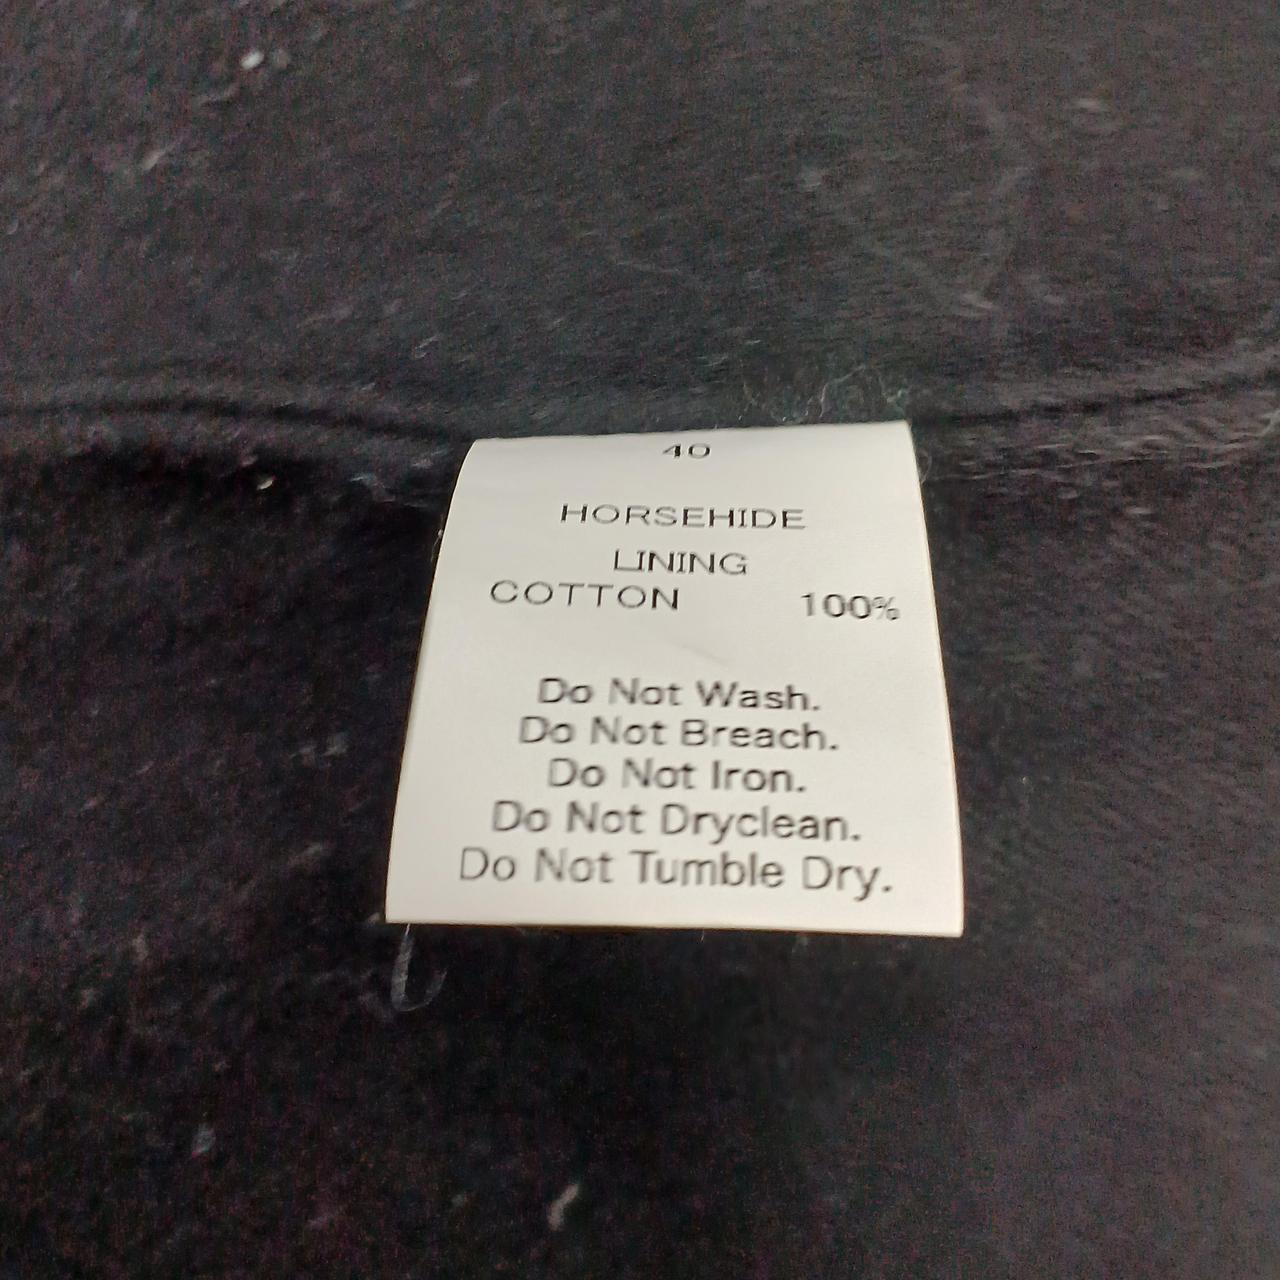 40
HORSEHIDE
LINING
COTTON 100%
Do Not Wash.
Do Not Breach.
Do Not Iron.
Do Not Dryclean.
Do Not Tumble Dry.